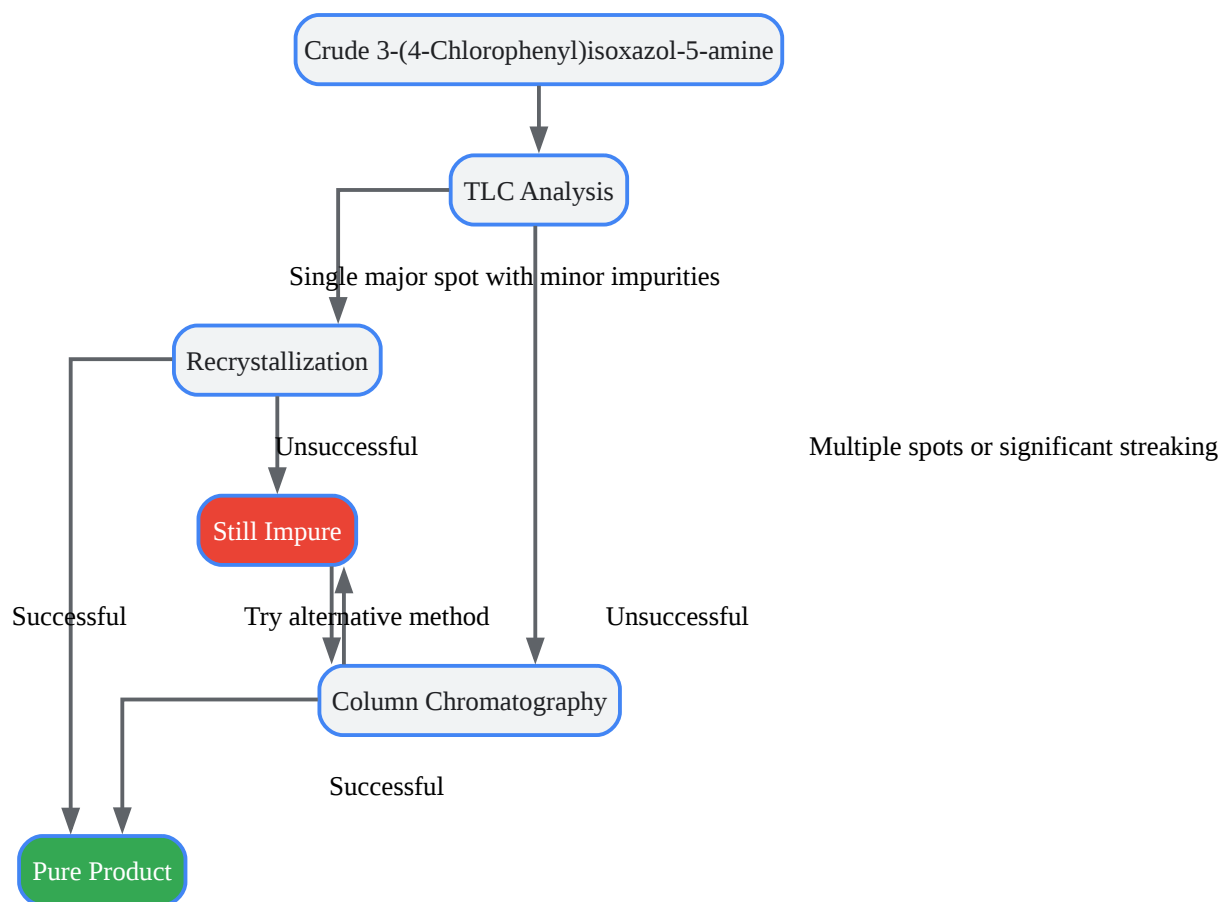 Crude 3-(4-Chlorophenyl)isoxazol-5-amine
TLC Analysis
Single major spot with minor impurities
Recrystallization
Unsuccessful
Multiple spots or significant streaking
Still Impure
Successful
Try alternative method
Unsuccessful
Column Chromatography
Successful
Pure Product